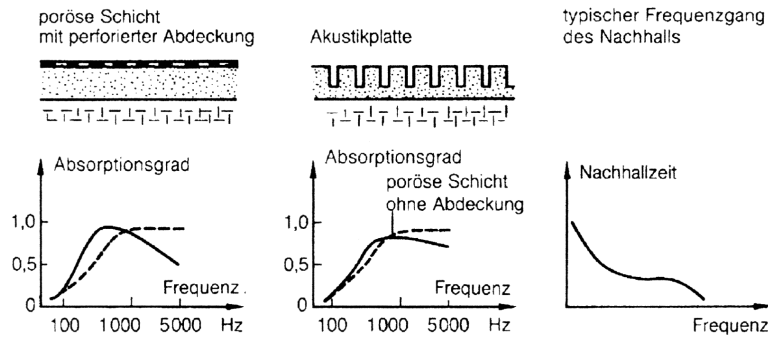 poröse Schicht
mit perforierter Abdeckung
Akustikplatte
typischer Frequenzgang
des Nachhalls
Absorptionsgrad
1,0
0,5
0
Frequenz
100 1000 5000 Hz
Absorptionsgrad
poröse Schicht
ohne Abdeckung
1,0
0,5
0
Frequenz
100 1000 5000 Hz
Nachhallzeit
Frequenz